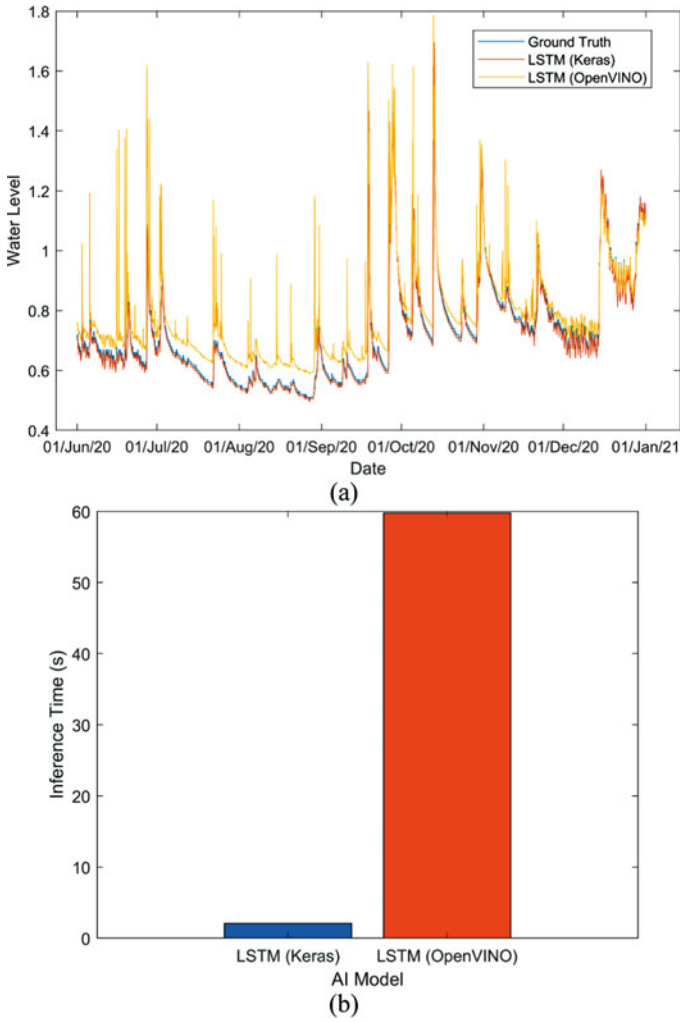 1.8
1.6
1.4
1.2
1
0.8
0.6
0.4
Water Level
Ground Truth
LSTM (Keras)
LSTM (OpenVINO)
01/Jun/20 01/Jul/20 01/Aug/20 01/Sep/20 01/Oct/20 01/Nov/20 01/Dec/20 01/Jan/21
Date
(a)
60
50
40
30
20
10
0
Inference Time (s)
LSTM (Keras) LSTM (OpenVINO)
AI Model
(b)